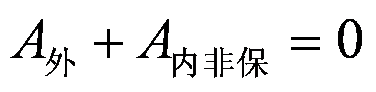 A外 + A内非保 = 0